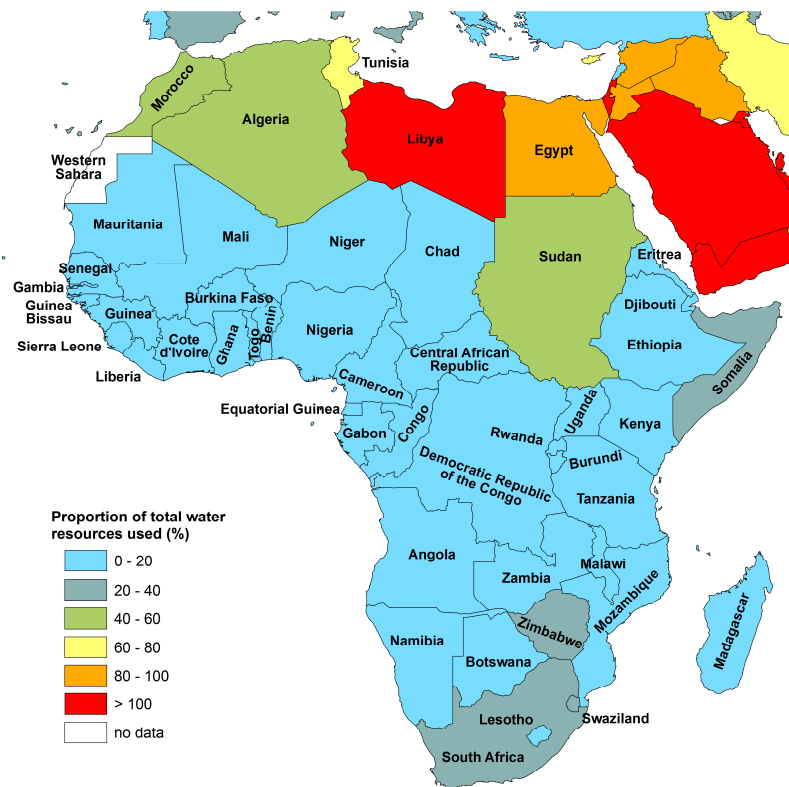 Tunisia
Morocco
Algeria
Libya
Egypt
Western
Sahara
Mauritania
Mali
Niger
Chad
Sudan
Eritrea
Senegal
Gambia
Guinea
Bissau
Guinea
Burkina Faso
Benin
Togo
Ghana
Cote
d'Ivoire
Sierra Leone
Liberia
Nigeria
Djibouti
Ethiopia
Somalia
Central African
Republic
Cameroon
Equatorial Guinea
Gabon
Congo
Uganda
Kenya
Rwanda
Burundi
Democratic Republic
of the Congo
Tanzania
Angola
Zambia
Malawi
Mozambique
Madagascar
Zimbabwe
Namibia
Botswana
Lesotho
Swaziland
South Africa
Proportion of total water
resources used (%)
0 - 20
20 - 40
40 - 60
60 - 80
80 - 100
> 100
no data